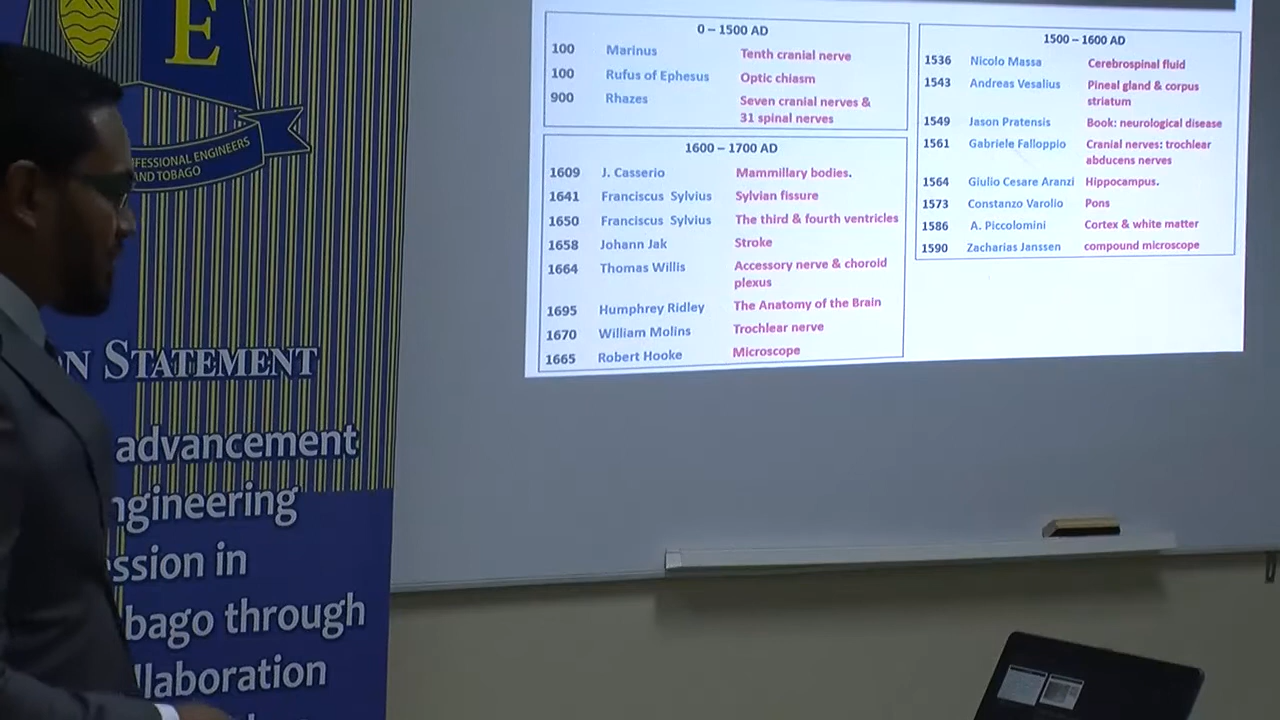 E
FESSIONAL ENGINEERS
AND TOBAGO
N STATEMENT
advancement
ngineering
ssion in
bago through
llaboration
0 – 1500 AD
100 Marinus Tenth cranial nerve
100 Rufus of Ephesus Optic chiasm
900 Rhazes Seven cranial nerves &
31 spinal nerves
1600 – 1700 AD
1609 J. Casserio Mammillary bodies.
1641 Franciscus Sylvius Sylvian fissure
1650 Franciscus Sylvius The third & fourth ventricles
1658 Johann Jak Stroke
1664 Thomas Willis Accessory nerve & choroid
plexus
1695 Humphrey Ridley The Anatomy of the Brain
1670 William Molins Trochlear nerve
1665 Robert Hooke Microscope
1500 – 1600 AD
1536 Nicolo Massa Cerebrospinal fluid
1543 Andreas Vesalius Pineal gland & corpus
striatum
1549 Jason Pratensis Book: neurological disease
1561 Gabriele Falloppio Cranial nerves: trochlear
abducens nerves
1564 Giulio Cesare Aranzi Hippocampus.
1573 Constanzo Varolio Pons
1586 A. Piccolomini Cortex & white matter
1590 Zacharias Janssen compound microscope